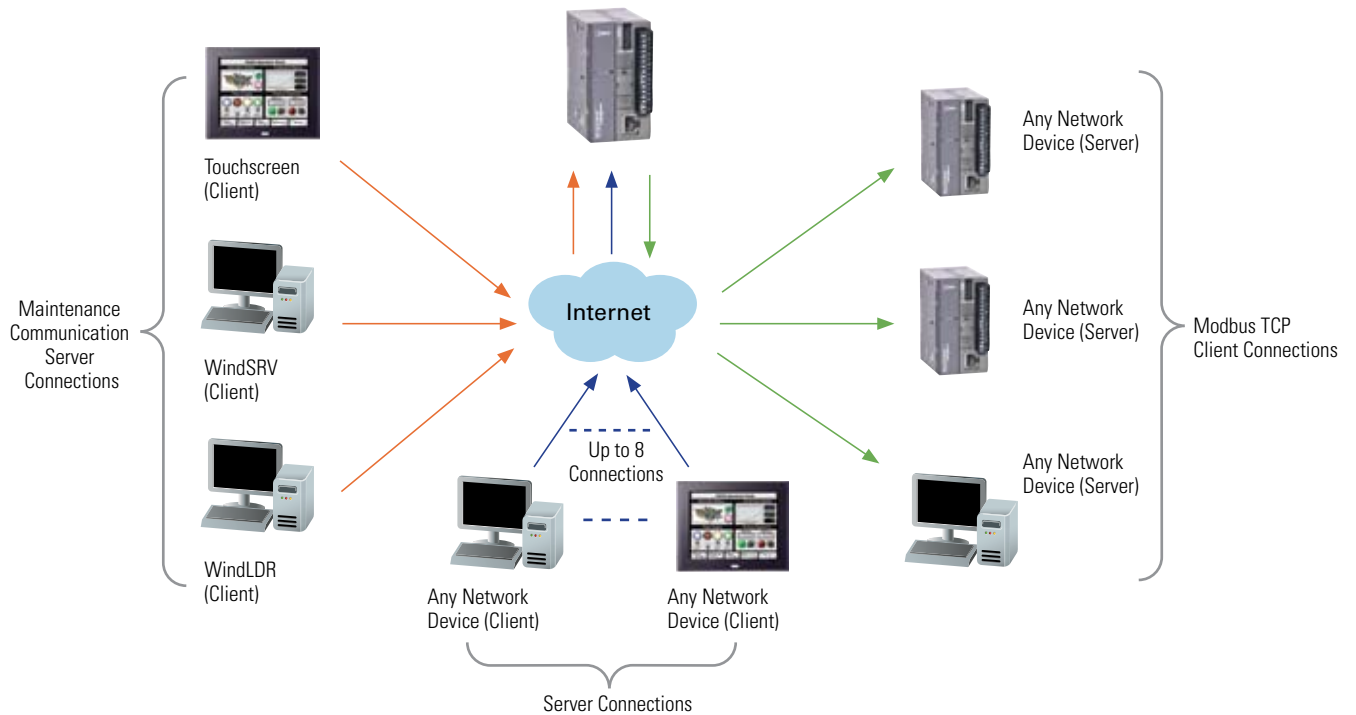 Touchscreen
(Client)
Maintenance
Communication
Server
Connections
WindSRV
(Client)
WindLDR
(Client)
Internet
Up to 8
Connections
Any Network
Device (Client)
Any Network
Device (Client)
Server Connections
Any Network
Device (Server)
Any Network
Device (Server)
Any Network
Device (Server)
Modbus TCP
Client Connections